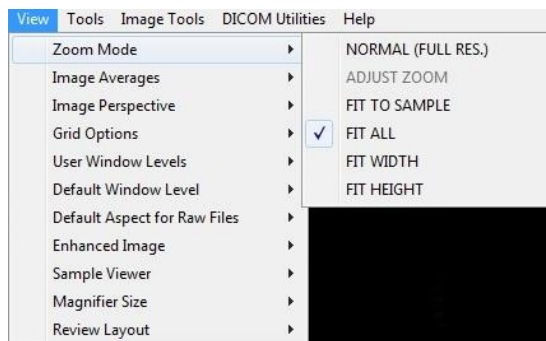 View Tools Image Tools DICOM Utilities Help
Zoom Mode
Image Averages
Image Perspective
Grid Options
User Window Levels
Default Window Level
Default Aspect for Raw Files
Enhanced Image
Sample Viewer
Magnifier Size
Review Layout
NORMAL (FULL RES.)
ADJUST ZOOM
FIT TO SAMPLE
FIT ALL
FIT WIDTH
FIT HEIGHT